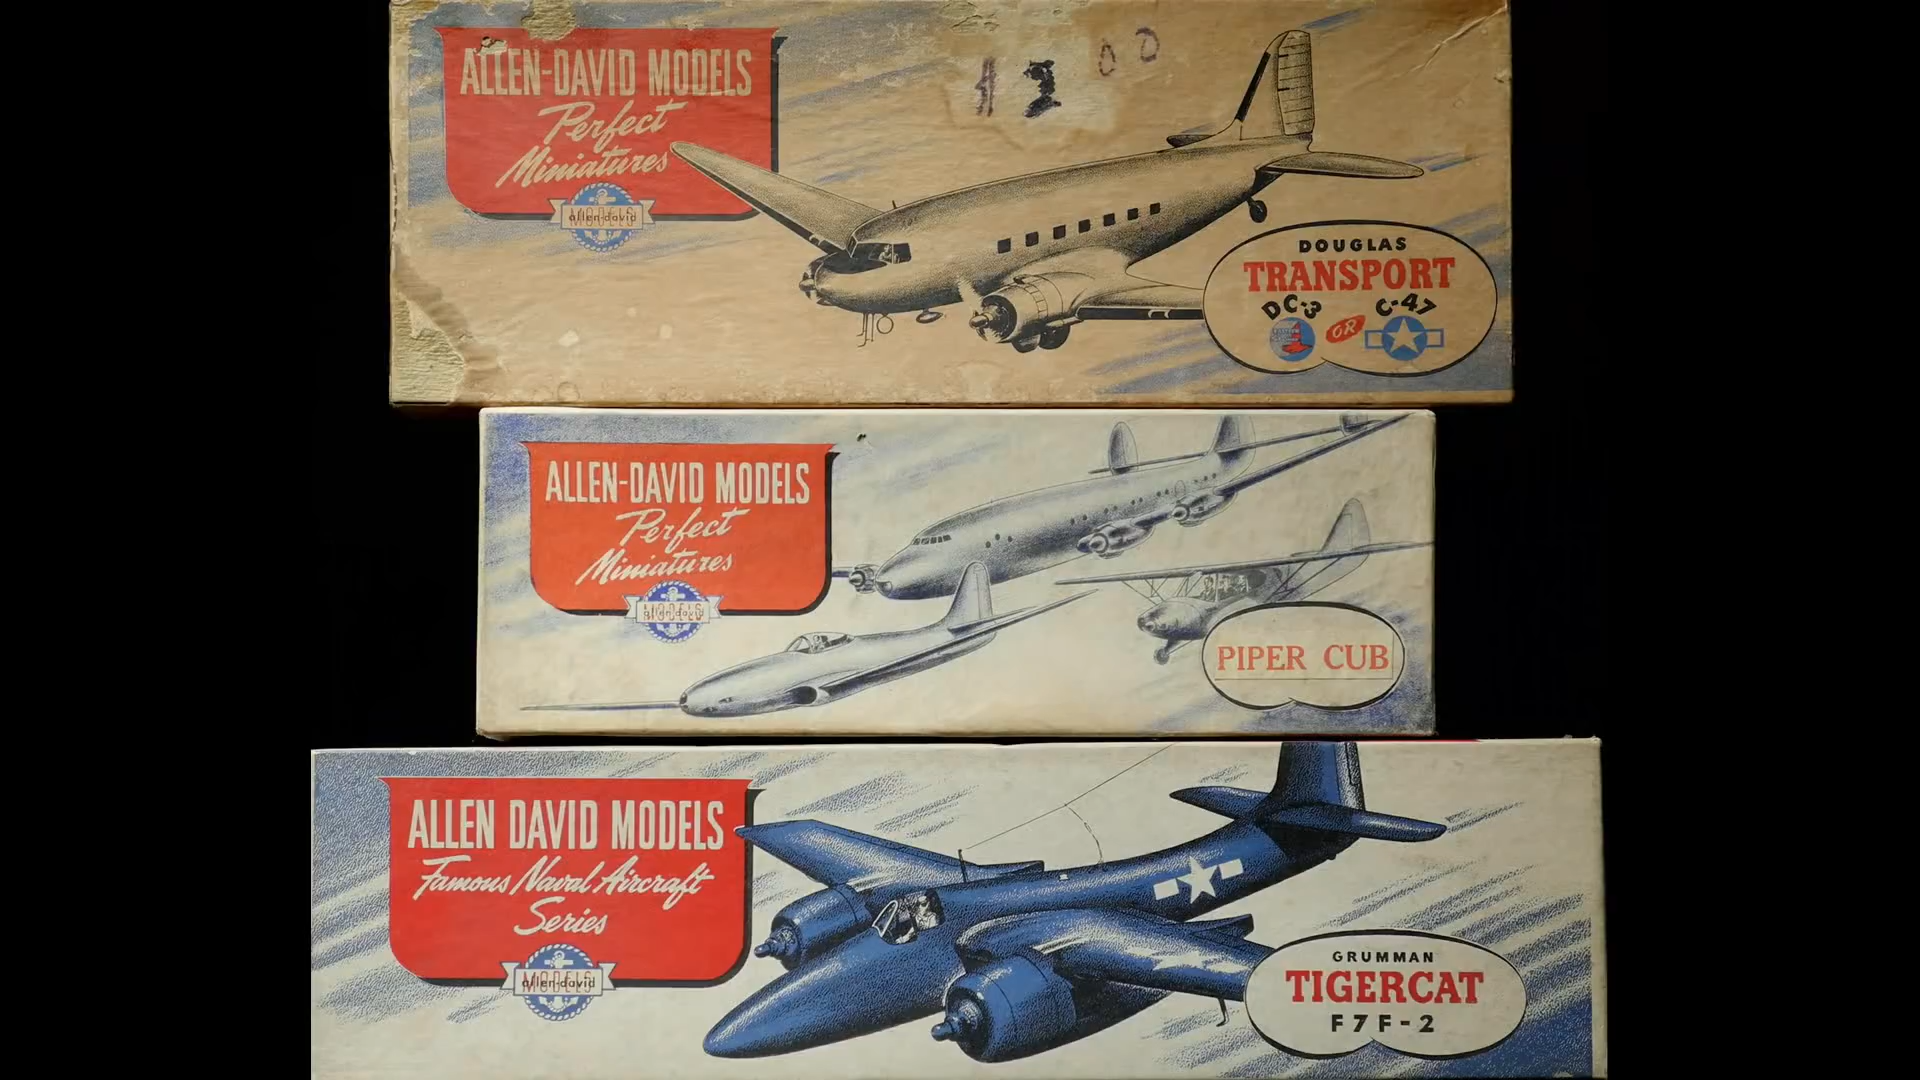 ALLEN-DAVID MODELS
Perfect
Miniatures
allen-david
MODELS
$ 2 00
DOUGLAS
TRANSPORT
DC-3 OR C-47
ALLEN-DAVID MODELS
Perfect
Miniatures
allen-david
MODELS
PIPER CUB
ALLEN DAVID MODELS
Famous Naval Aircraft
Series
allen-david
MODELS
GRUMMAN
TIGERCAT
F7F-2